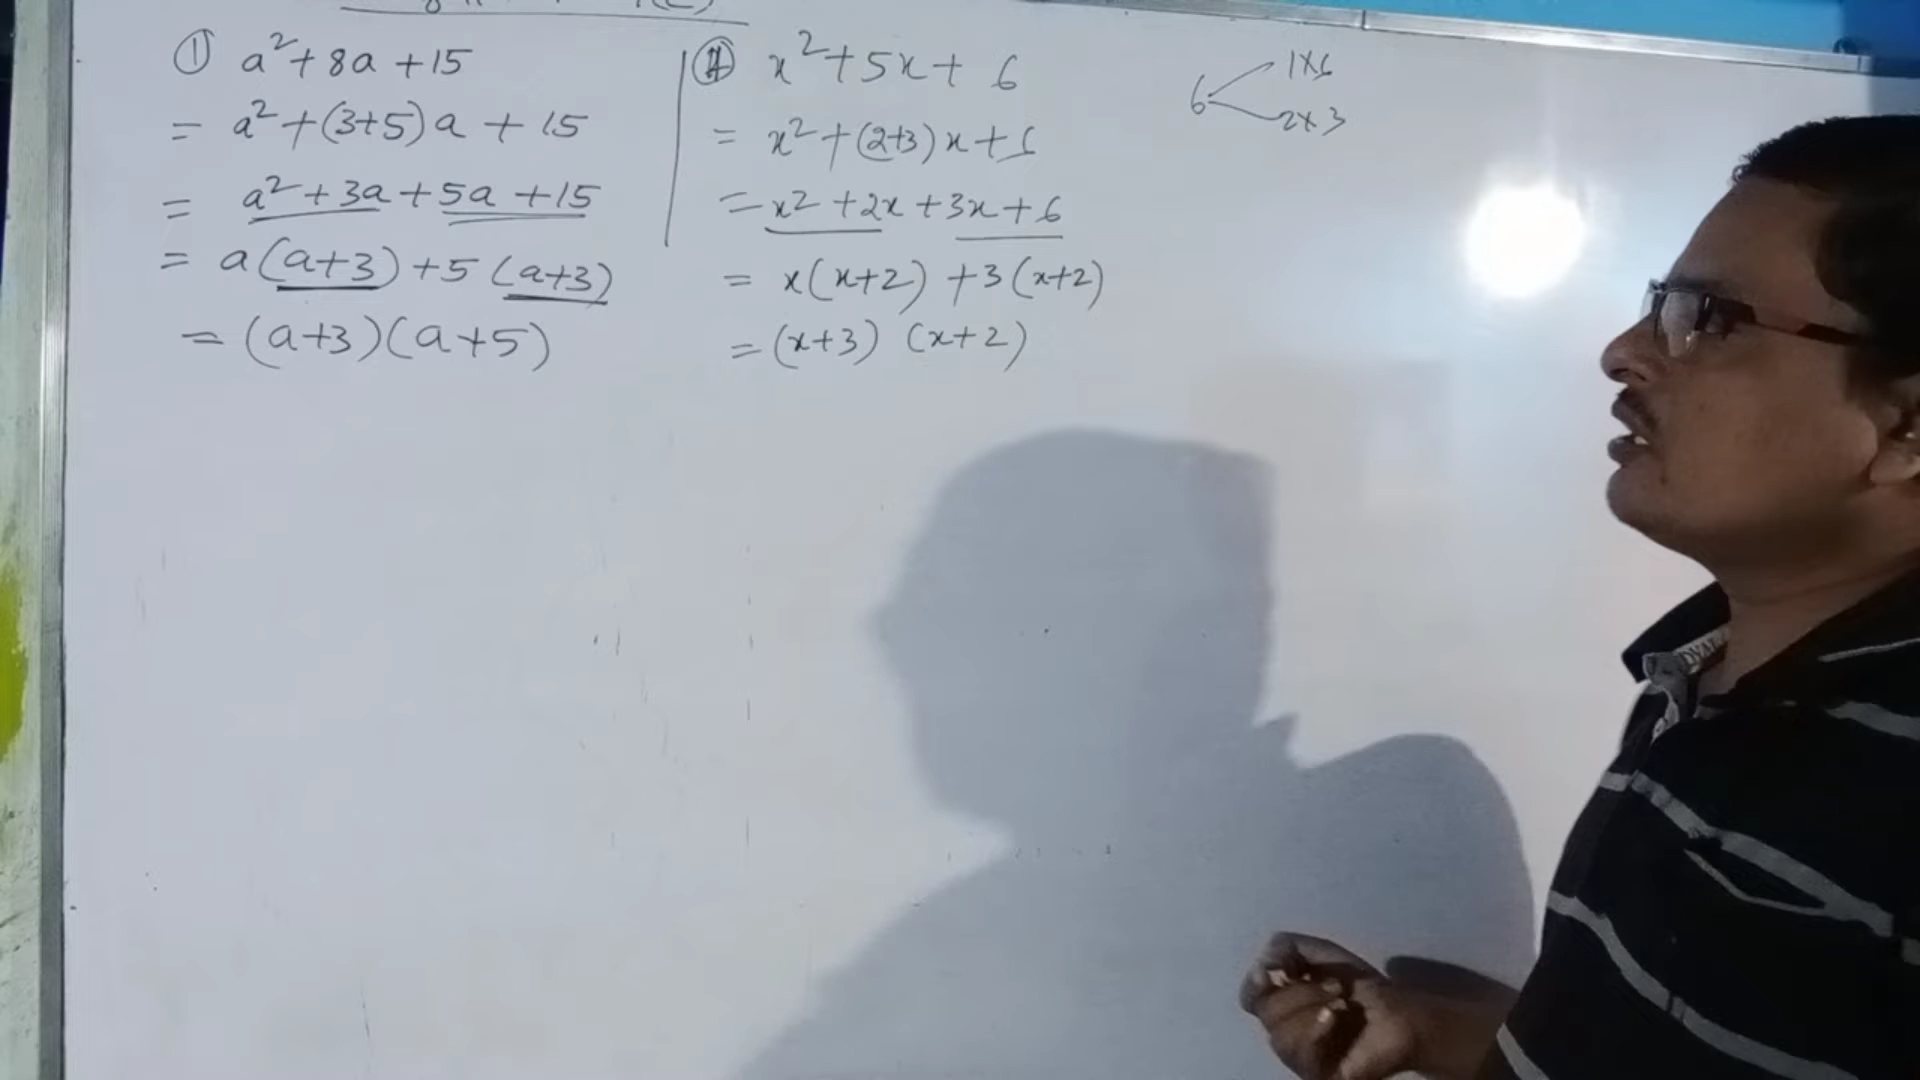 ① a²+8a+15
= a²+(3+5)a+15
= a²+3a+5a+15
= a(a+3)+5(a+3)
= (a+3)(a+5)
x²+5x+6
= x²+(2+3)x+6
= x²+2x+3x+6
= x(x+2)+3(x+2)
= (x+3)(x+2)
6
1×6
2×3